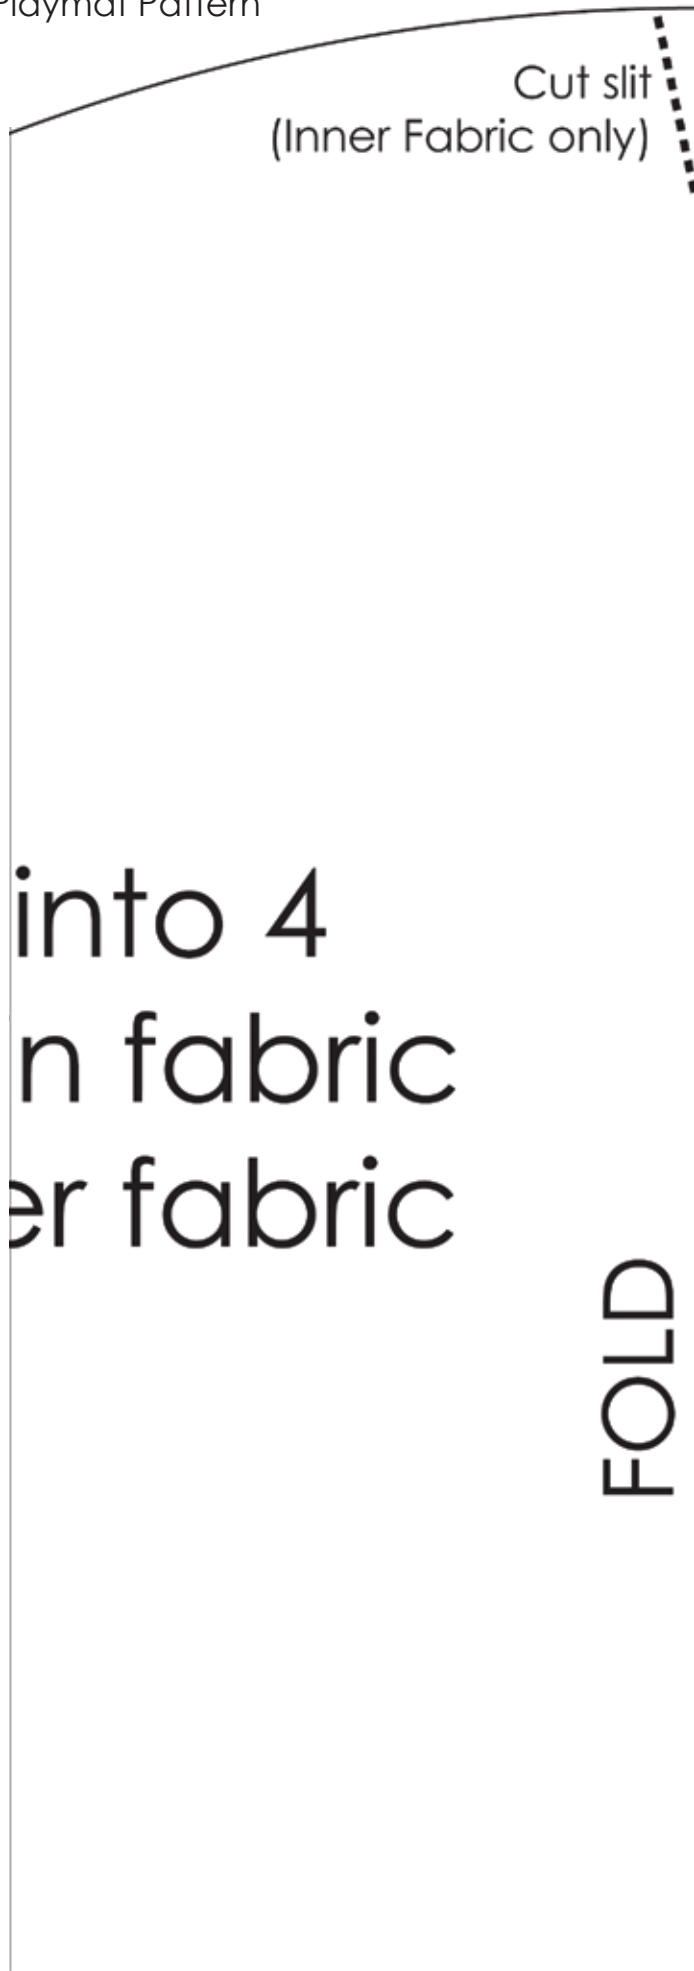 Playmat Pattern
Cut slit
(Inner Fabric only)
into 4
n fabric
er fabric
FOLD